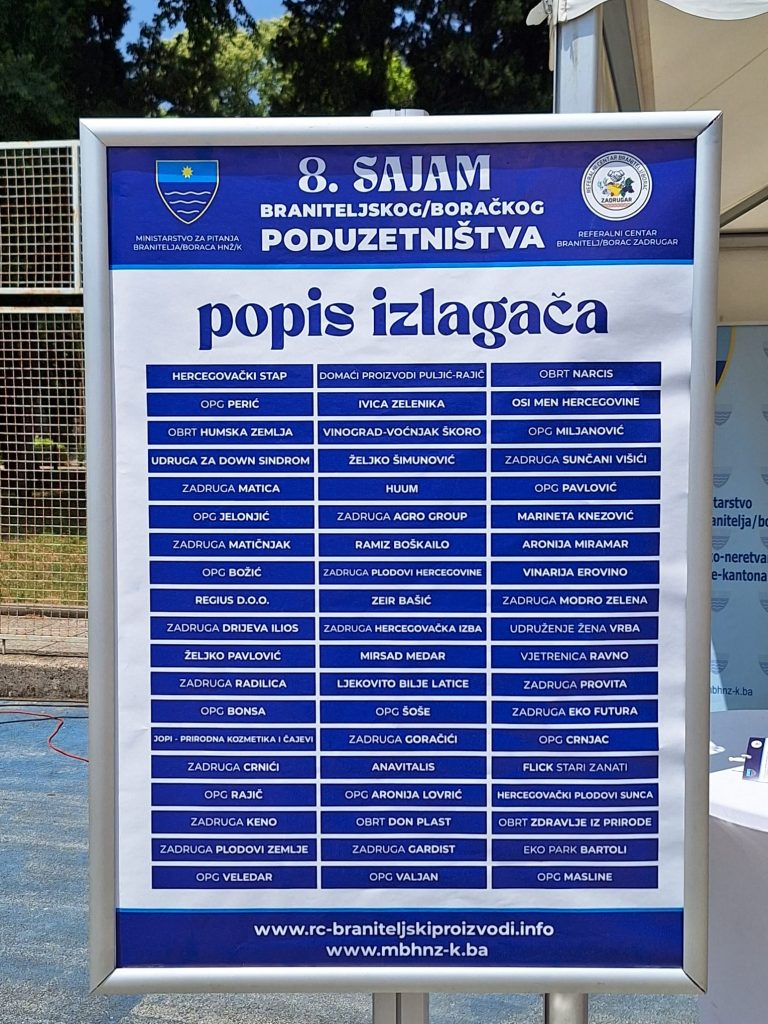 8. SAJAM
BRANITELJSKOG/BORAČKOG
PODUZETNIŠTVA
MINISTARSTVO ZA PITANJA
BRANITELJA/BORACA HNŽ/K
REFERALNI CENTAR
BRANITELJ/BORAC ZADRUGAR
ZADRUGAR
popis izlagača
HERCEGOVAČKI STAP
DOMAĆI PROIZVODI PULJIĆ-RAJIČ
OBRT NARCIS
OPG PERIĆ
IVICA ZELENIKA
OSI MEN HERCEGOVINE
OBRT HUMSKA ZEMLJA
VINOGRAD-VOĆNJAK ŠKORO
OPG MILJANOVIĆ
UDRUGA ZA DOWN SINDROM
ŽELJKO ŠIMUNOVIĆ
ZADRUGA SUNČANI VIŠIĆI
ZADRUGA MATICA
HUUM
OPG PAVLOVIĆ
OPG JELONJIĆ
ZADRUGA AGRO GROUP
MARINETA KNEZOVIĆ
ZADRUGA MATIČNJAK
RAMIZ BOŠKAILO
ARONIJA MIRAMAR
OPG BOŽIĆ
ZADRUGA PLODOVI HERCEGOVINE
VINARIJA EROVINO
REGIUS D.O.O.
ZEIR BAŠIĆ
ZADRUGA MODRO ZELENA
ZADRUGA DRIJEVA ILIOS
ZADRUGA HERCEGOVAČKA IZBA
UDRUŽENJE ŽENA VRBA
ŽELJKO PAVLOVIĆ
MIRSAD MEDAR
VJETRENICA RAVNO
ZADRUGA RADILICA
LJEKOVITO BILJE LATICE
ZADRUGA PROVITA
OPG BONSA
OPG ŠOŠE
ZADRUGA EKO FUTURA
JOPI - PRIRODNA KOZMETIKA I ČAJEVI
ZADRUGA GORAČIĆI
OPG CRNJAC
ZADRUGA CRNIĆI
ANAVITALIS
FLICK STARI ZANATI
OPG RAJIČ
OPG ARONIJA LOVRIĆ
HERCEGOVAČKI PLODOVI SUNCA
ZADRUGA KENO
OBRT DON PLAST
OBRT ZDRAVLJE IZ PRIRODE
ZADRUGA PLODOVI ZEMLJE
ZADRUGA GARDIST
EKO PARK BARTOLI
OPG VELEDAR
OPG VALJAN
OPG MASLINE
www.rc-braniteljskiproizvodi.info
www.mbhnz-k.ba